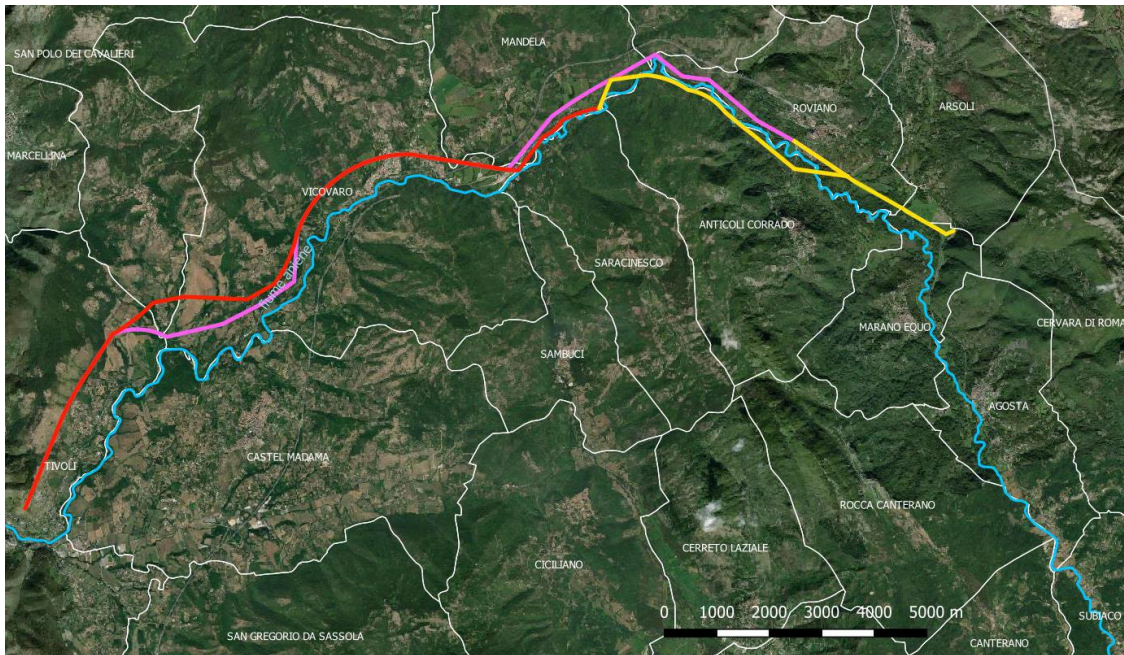 MANDELA
SAN POLO DEI CAVALIERI
ROVIANO
ARSOLI
MARCELLINA
VICOVARO
ANTICOLI CORRADO
SARACINESCO
fiume aniene
CERVARA DI ROMA
MARANO EQUO
SAMBUCI
AGOSTA
CASTEL MADAMA
TIVOLI
ROCCA CANTERANO
CERRETO LAZIALE
CICILIANO
0 1000 2000 3000 4000 5000 m
SUBIACO
SAN GREGORIO DA SASSOLA
CANTERANO